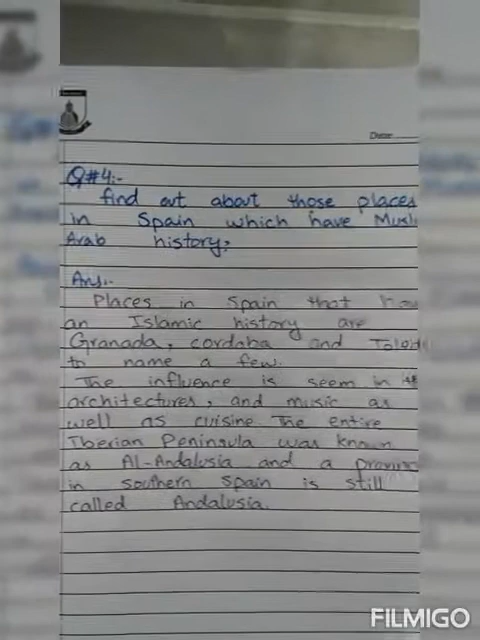 Date
Q#4:-
find out about those places
in Spain which have Musl
Arab history?
Ans:-
Places in Spain that ha
an Islamic history are
Granada, cordaba and Toled
to name a few.
The influence is seem in th
architectures, and music as
well as cuisine. The entire
Iberian Peninsula was known
as Al-Andalusia and a provinc
in southern Spain is still
called Andalusia.
FILMIGO